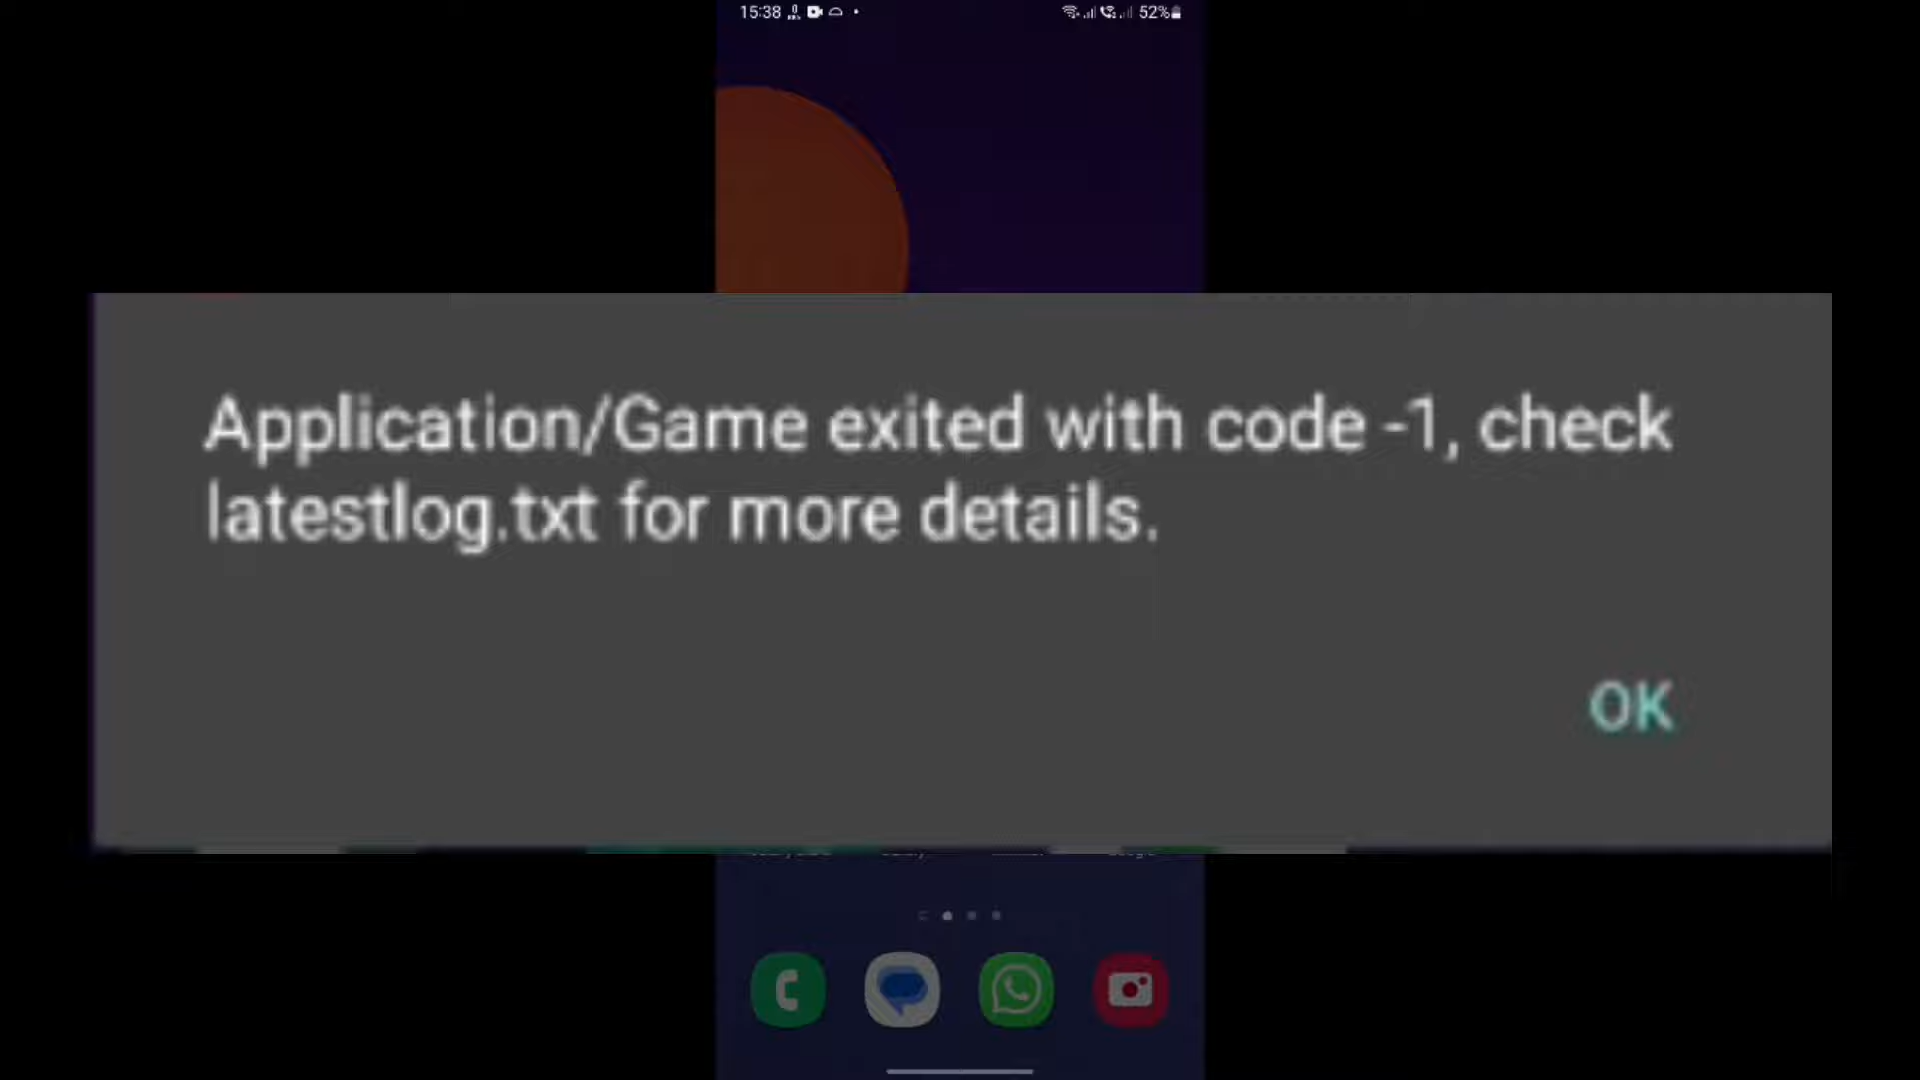 15:38
52%
Application/Game exited with code -1, check
latestlog.txt for more details.
OK